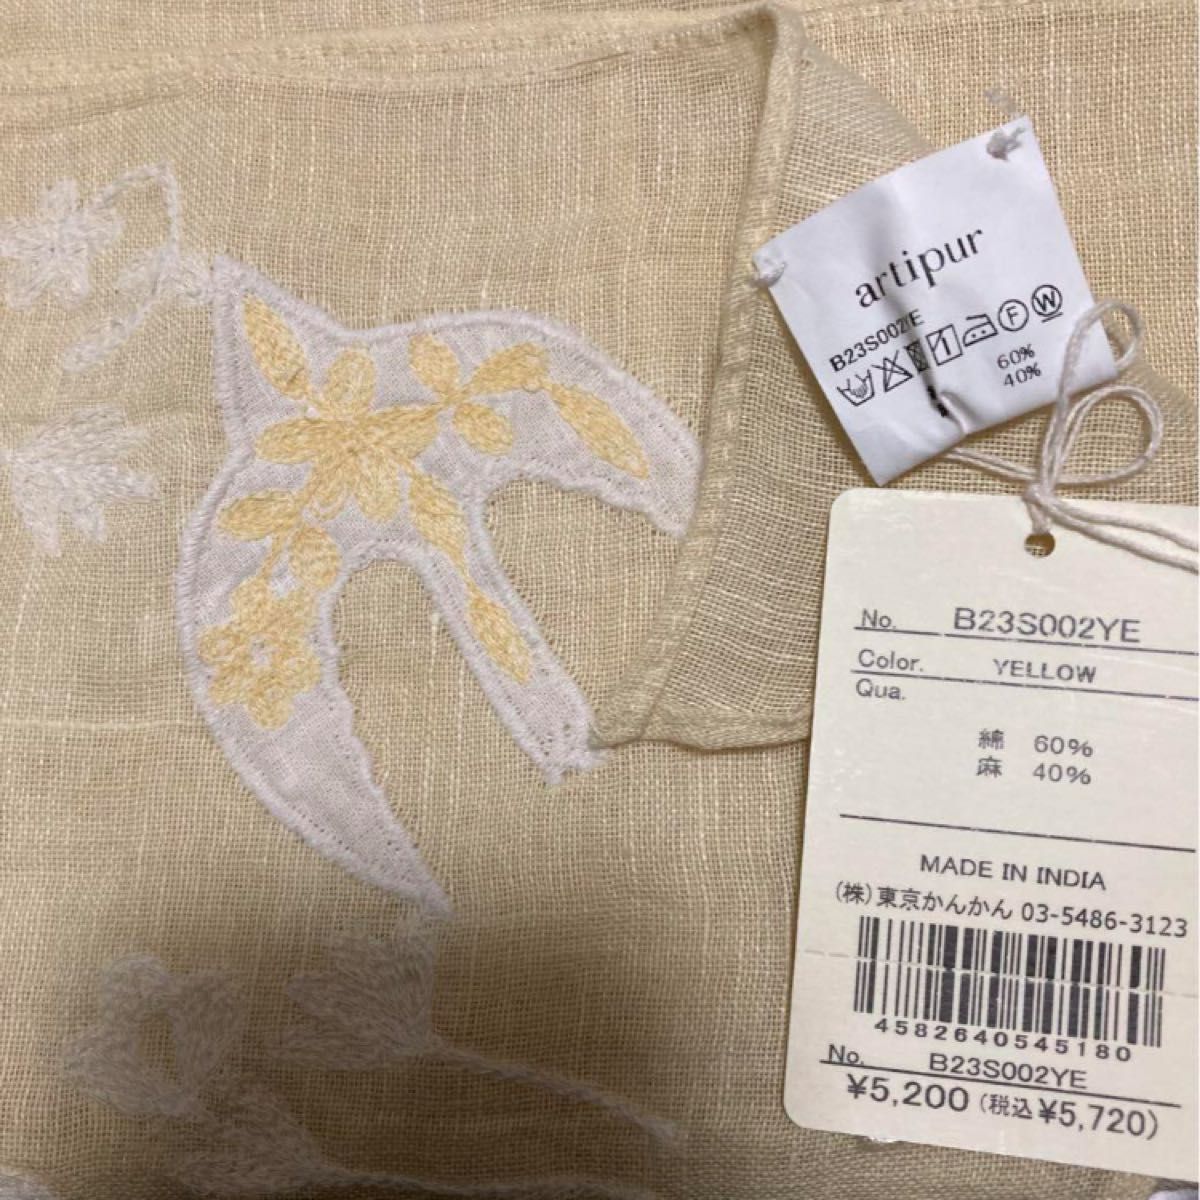 artipur
B23S002YE
60%
40%
No. B23S002YE
Color. YELLOW
Qua.
綿 60%
麻 40%
MADE IN INDIA
(株)東京かんかん 03-5486-3123
4582640545180
No. B23S002YE
¥5,200 (税込¥5,720)